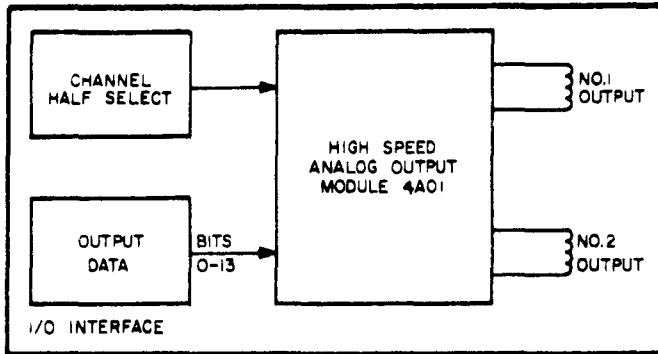 CHANNEL
HALF SELECT
HIGH SPEED
ANALOG OUTPUT
MODULE 4A01
NO.1
OUTPUT
OUTPUT
DATA
BITS
0-13
NO.2
OUTPUT
I/O INTERFACE